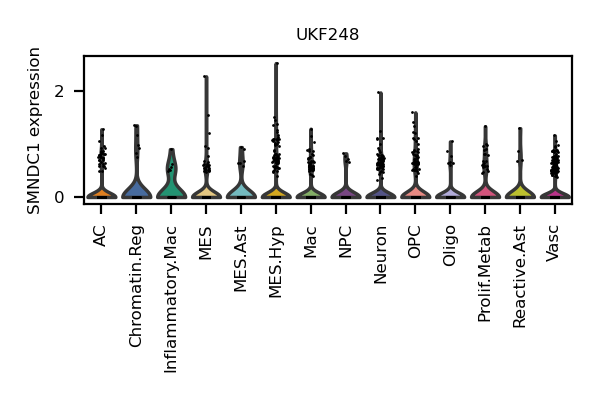 UKF248
SMNDC1 expression
2
0
AC
Chromatin.Reg
Inflammatory.Mac
MES
MES.Ast
MES.Hyp
Mac
NPC
Neuron
OPC
Oligo
Prolif.Metab
Reactive.Ast
Vasc